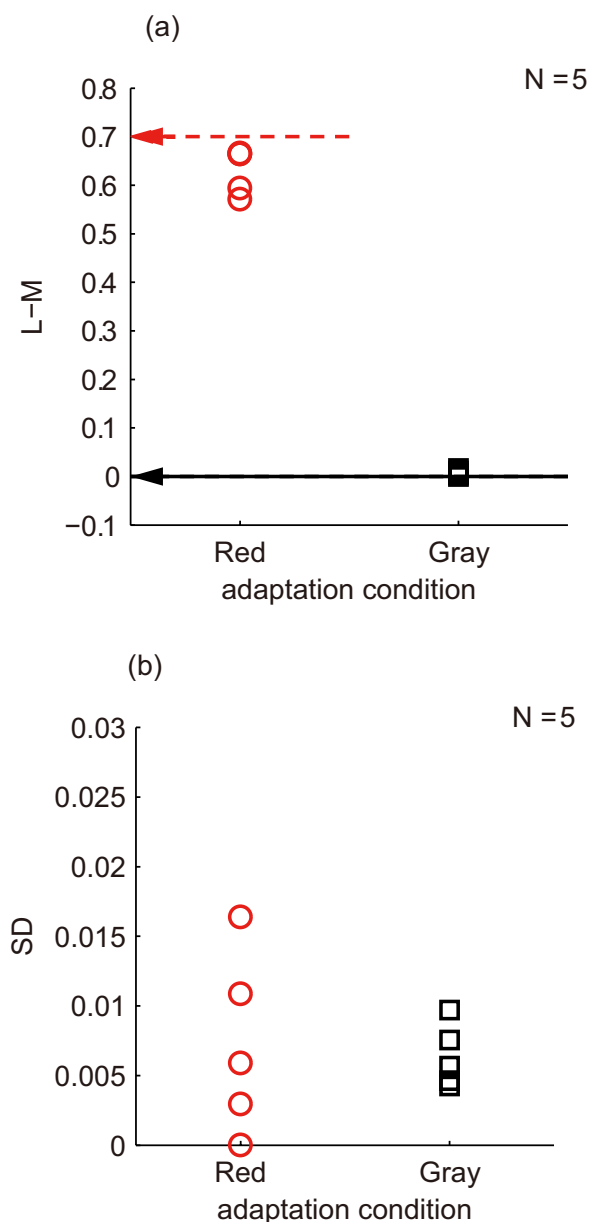 (a)
N = 5
0.8
0.7
0.6
0.5
0.4
0.3
0.2
0.1
0
−0.1
L−M
Red Gray
adaptation condition
(b)
N = 5
0.03
0.025
0.02
0.015
0.01
0.005
0
SD
Red Gray
adaptation condition